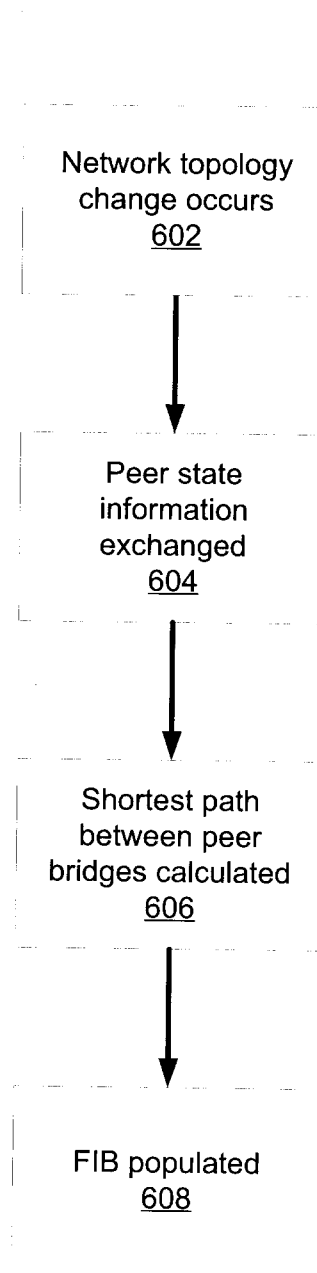 Network topology
change occurs
602
Peer state
information
exchanged
604
Shortest path
between peer
bridges calculated
606
FIB populated
608